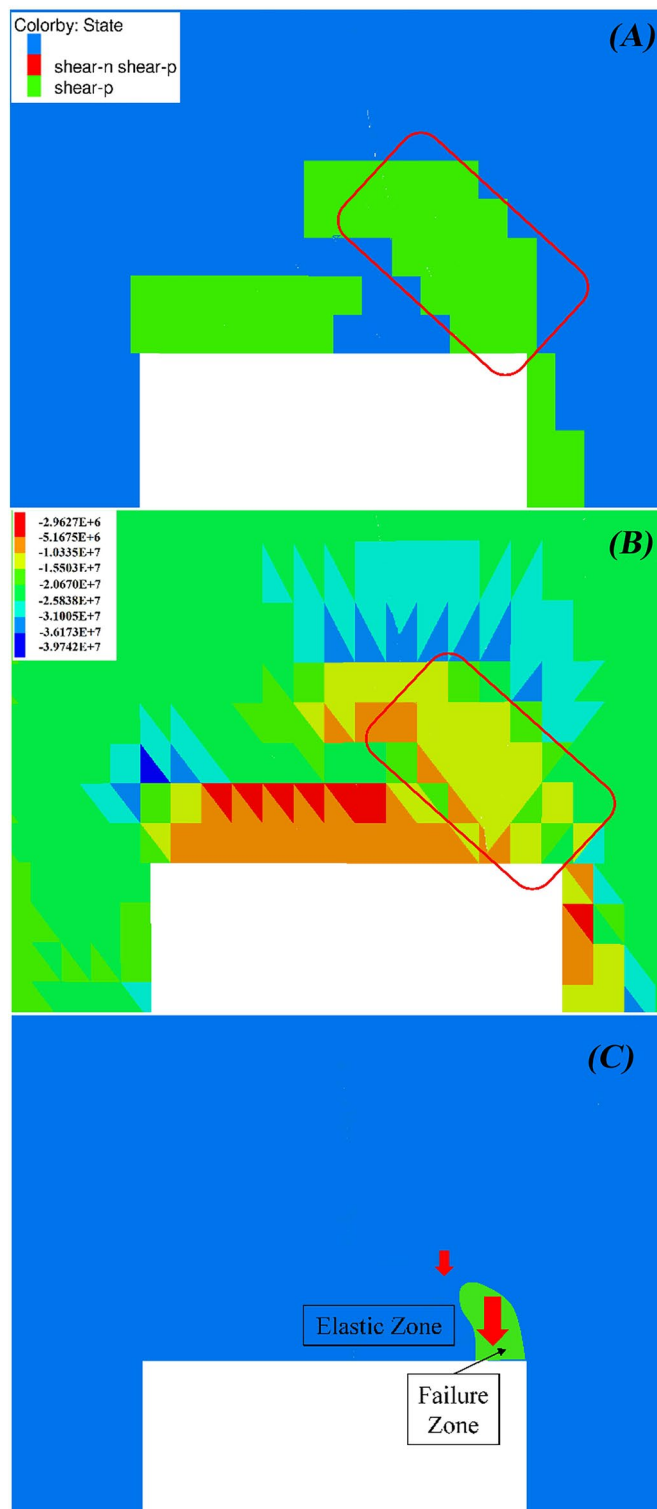 Colorby: State
(A)
shear-n shear-p
shear-p
(B)
-2.9627E+6
-5.1675E+6
-1.0335E+7
-1.5503E+7
-2.0670E+7
-2.5838E+7
-3.1005E+7
-3.6173E+7
-3.9742E+7
(C)
Elastic Zone
Failure
Zone